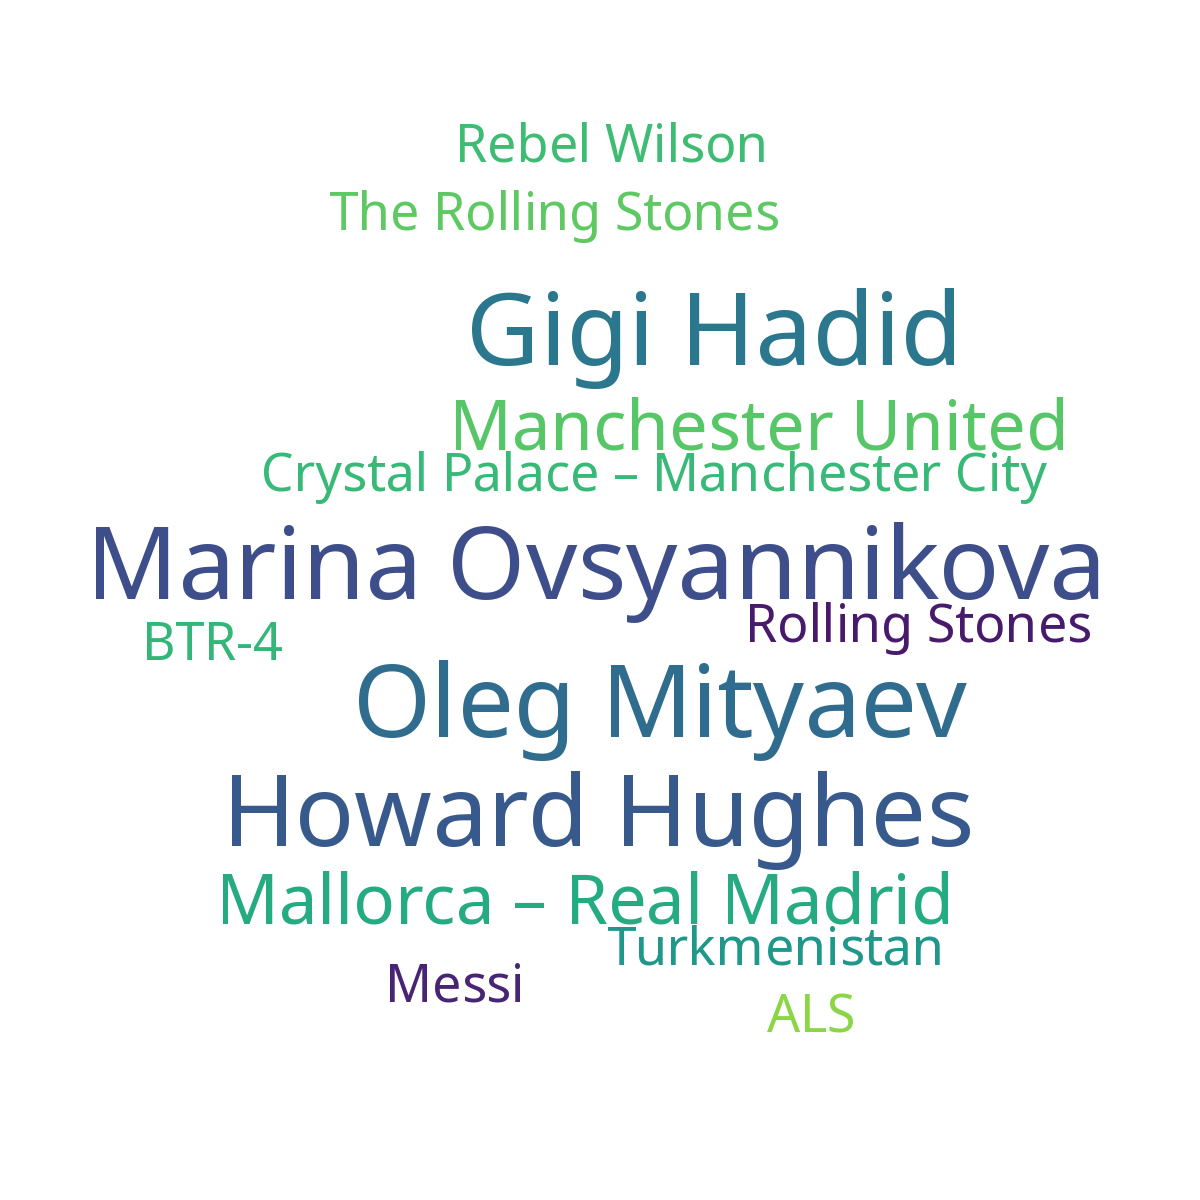 Rebel Wilson
The Rolling Stones
Gigi Hadid
Manchester United
Crystal Palace – Manchester City
Marina Ovsyannikova
Rolling Stones
BTR-4
Oleg Mityaev
Howard Hughes
Mallorca – Real Madrid
Turkmenistan
Messi
ALS